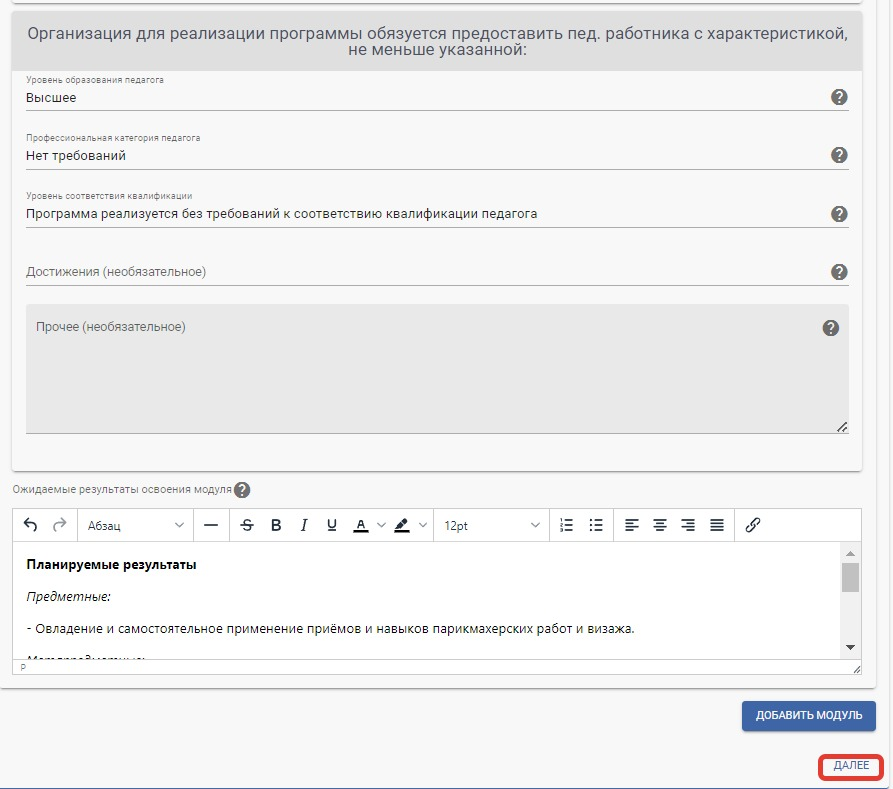 Организация для реализации программы обязуется предоставить пед. работника с характеристикой,
не меньше указанной:
Уровень образования педагога
Высшее
Профессиональная категория педагога
Нет требований
Уровень соответствия квалификации
Программа реализуется без требований к соответствию квалификации педагога
Достижения (необязательное)
Прочее (необязательное)
Ожидаемые результаты освоения модуля
Абзац 12pt
Планируемые результаты
Предметные:
- Овладение и самостоятельное применение приёмов и навыков парикмахерских работ и визажа.
P
ДОБАВИТЬ МОДУЛЬ
ДАЛЕЕ